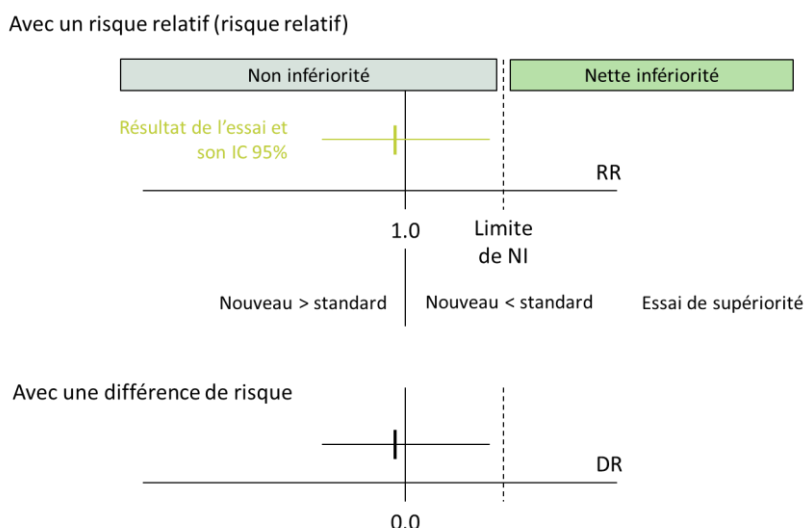 Avec un risque relatif (risque relatif)
Non infériorité
Nette infériorité
Résultat de l'essai et
son IC 95%
RR
1.0
Limite
de NI
Nouveau > standard
Nouveau < standard
Essai de supériorité
Avec une différence de risque
DR
0.0